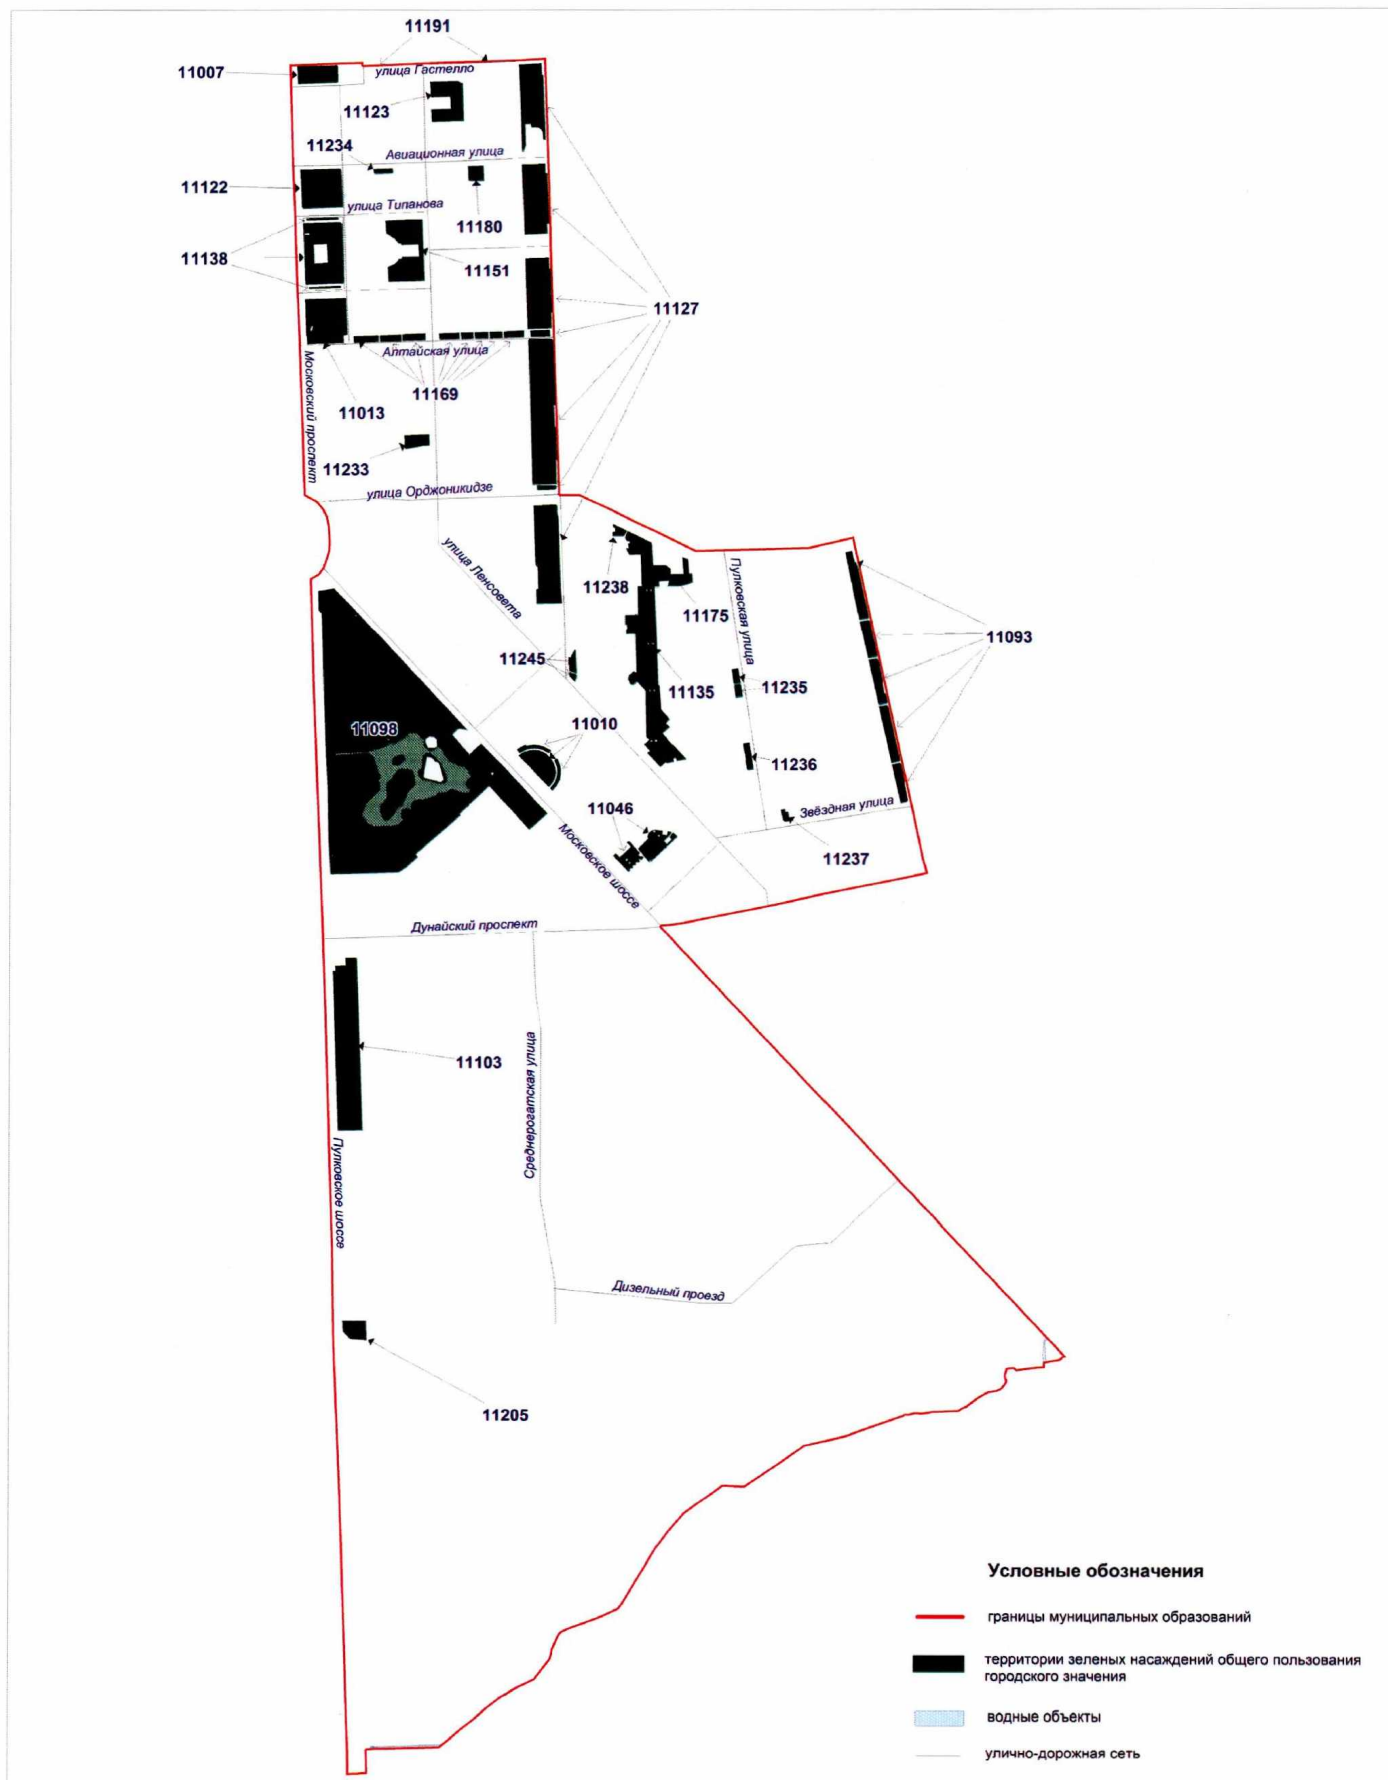 11191
11007
улица Гастелло
11123
11234
Авиационная улица
11122
улица Типанова
11180
11138
11151
11127
Алтайская улица
Московский проспект
11169
11013
11233
улица Орджоникидзе
улица Ленсовета
11238
Пулковская улица
11175
11093
11245
11135
11235
11098
11010
11236
11046
Звёздная улица
Московское шоссе
11237
Дунайский проспект
Среднерогатская улица
11103
Пулковское шоссе
Дизельный проезд
11205
Условные обозначения
границы муниципальных образований
территории зеленых насаждений общего пользования
городского значения
водные объекты
улично-дорожная сеть